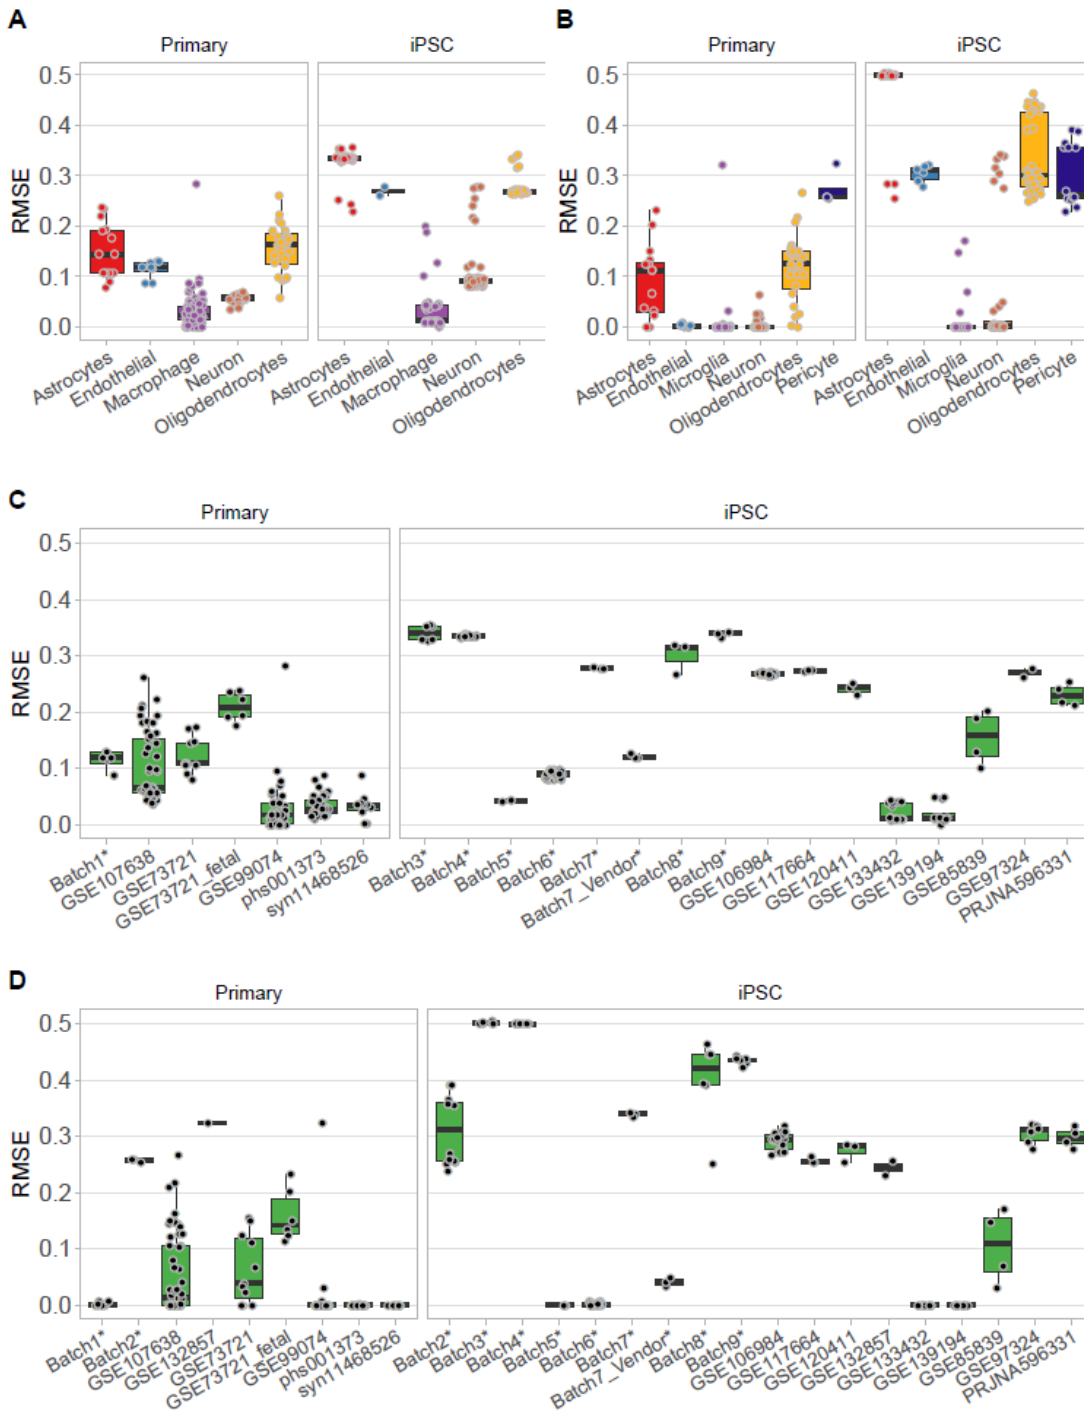 A
B
Primary
iPSC
Primary
iPSC
RMSE
0.5
0.4
0.3
0.2
0.1
0.0
Astrocytes
Endothelial
Macrophage
Neuron
Oligodendrocytes
Astrocytes
Endothelial
Macrophage
Neuron
Oligodendrocytes
RMSE
0.5
0.4
0.3
0.2
0.1
0.0
Astrocytes
Endothelial
Microglia
Neuron
Oligodendrocytes
Pericyte
Astrocytes
Endothelial
Microglia
Neuron
Oligodendrocytes
Pericyte
C
Primary
iPSC
RMSE
0.5
0.4
0.3
0.2
0.1
0.0
Batch1*
GSE107638
GSE73721
GSE73721_fetal
GSE99074
phs001373
syn11468526
Batch3*
Batch4*
Batch5*
Batch6*
Batch7*
Batch7_Vendor*
Batch8*
Batch9*
GSE106984
GSE117664
GSE120411
GSE133432
GSE139194
GSE85839
GSE97324
PRJNA596331
D
Primary
iPSC
RMSE
0.5
0.4
0.3
0.2
0.1
0.0
Batch1*
Batch2*
GSE107638
GSE132857
GSE73721
GSE73721_fetal
GSE99074
phs001373
syn11468526
Batch2*
Batch3*
Batch4*
Batch5*
Batch6*
Batch7*
Batch7_Vendor*
Batch8*
Batch9*
GSE106984
GSE117664
GSE120411
GSE132857
GSE133432
GSE139194
GSE85839
GSE97324
PRJNA596331